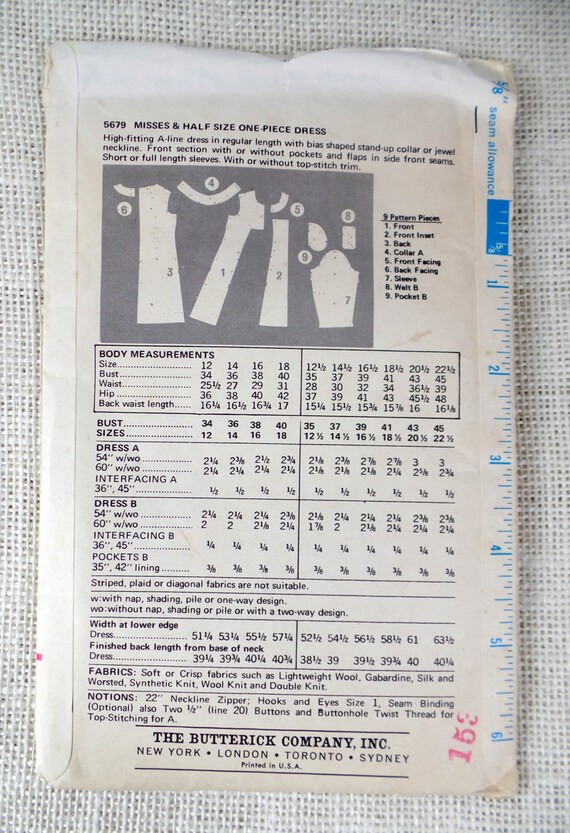 5679 MISSES & HALF SIZE ONE-PIECE DRESS
High-fitting A-line dress in regular length with bias shaped stand-up collar or jewel
neckline. Front section with or without pockets and flaps in side front seams.
Short or full length sleeves. With or without top-stitch trim.
6
4
5
8
9
3
1
2
7
9 Pattern Pieces
1. Front
2. Front Inset
3. Back
4. Collar A
5. Front Facing
6. Back Facing
7. Sleeve
8. Welt B
9. Pocket B
BODY MEASUREMENTS
Size 12 14 16 18 12½ 14½ 16½ 18½ 20½ 22½
Bust 34 36 38 40 35 37 39 41 43 45
Waist 25½ 27 29 31 28 30 32 34 36½ 39
Hip 36 38 40 42 37 39 41 43 45½ 48
Back waist length 16¼ 16½ 16¾ 17 15¼ 15½ 15¾ 15⅞ 16 16⅛
BUST 34 36 38 40 35 37 39 41 43 45
SIZES 12 14 16 18 12½ 14½ 16½ 18½ 20½ 22½
DRESS A
54" w/wo 2¼ 2⅜ 2½ 2¾ 2⅛ 2⅜ 2⅞ 2⅞ 3 3
60" w/wo 2¼ 2¼ 2¼ 2¼ 2⅛ 2⅛ 2⅛ 2¼ 2⅝ 2¾
INTERFACING A
36", 45" ½ ½ ½ ½ ½ ½ ½ ½ ½ ½
DRESS B
54" w/wo 2¼ 2¼ 2¼ 2⅜ 2⅛ 2¼ 2¼ 2¼ 2⅜ 2⅜
60" w/wo 2 2 2⅛ 2¼ 1⅞ 2 2⅛ 2¼ 2¼ 2¼
INTERFACING B
36", 45" ¼ ¼ ¼ ¼ ¼ ¼ ¼ ¼ ¼ ¼
POCKETS B
35", 42" lining ⅜ ⅜ ⅜ ⅜ ⅜ ⅜ ⅜ ⅜ ⅜ ⅜
Striped, plaid or diagonal fabrics are not suitable.
w:with nap, shading, pile or one-way design.
wo:without nap, shading or pile or with a two-way design.
Width at lower edge
Dress 51¼ 53¼ 55½ 57¼ 52½ 54½ 56½ 58½ 61 63½
Finished back length from base of neck
Dress 39¼ 39¾ 40¼ 40¾ 38½ 39 39½ 39¾ 40 40¼
FABRICS: Soft or Crisp fabrics such as Lightweight Wool, Gabardine, Silk and
Worsted, Synthetic Knit, Wool Knit and Double Knit.
NOTIONS: 22" Neckline Zipper; Hooks and Eyes Size 1, Seam Binding
(Optional) also Two ½" (line 20) Buttons and Buttonhole Twist Thread for
Top-Stitching for A.
THE BUTTERICK COMPANY, INC.
NEW YORK • LONDON • TORONTO • SYDNEY
Printed in U.S.A.
153
⅝" seam allowance
⅝
1
2
3
4
5
6